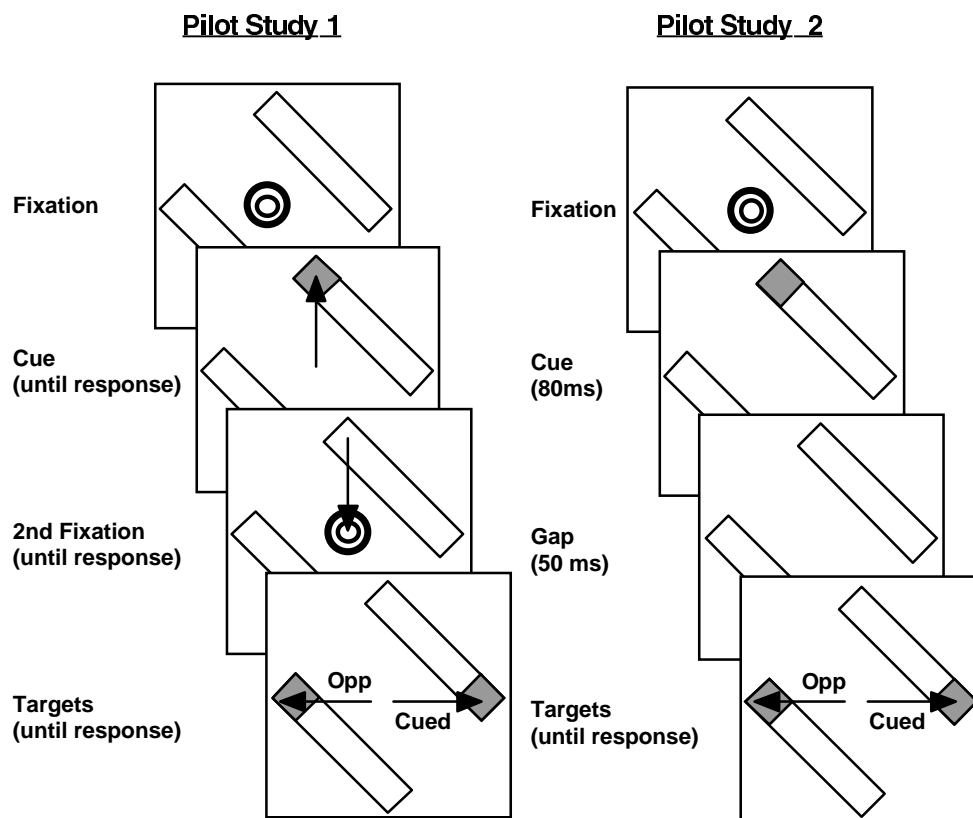 Pilot Study 1
Fixation
Cue
(until response)
2nd Fixation
(until response)
Targets
(until response)
Opp
Cued
Pilot Study 2
Fixation
Cue
(80ms)
Gap
(50 ms)
Targets
(until response)
Opp
Cued